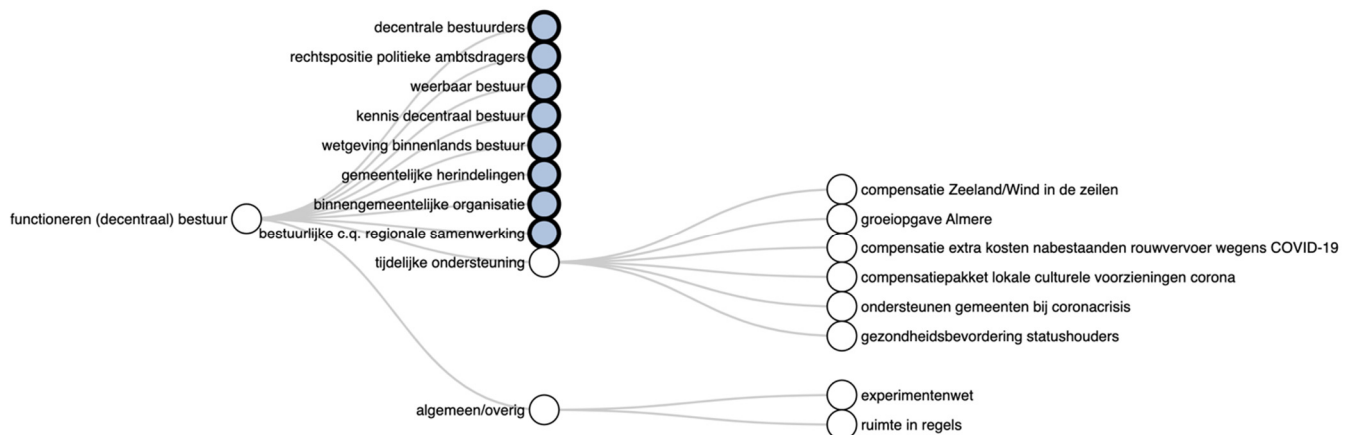 decentrale bestuurders
rechtspositie politieke ambtsdragers
weerbaar bestuur
kennis decentraal bestuur
wetgeving binnenlands bestuur
gemeentelijke herindelingen
binnengemeentelijke organisatie
functioneren (decentraal) bestuur
bestuurlijke c.q. regionale samenwerking
tijdelijke ondersteuning
compensatie Zeeland/Wind in de zeilen
groeiopgave Almere
compensatie extra kosten nabestaanden rouwvervoer wegens COVID-19
compensatiepakket lokale culturele voorzieningen corona
ondersteunen gemeenten bij coronacrisis
gezondheidsbevordering statushouders
algemeen/overig
experimentenwet
ruimte in regels